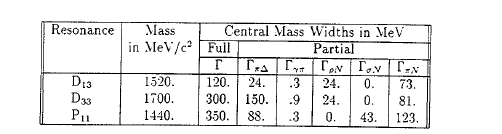 Resonance Mass Central Mass Widths in MeV
in MeV/c² Full Partial
Γ Γ_πΔ Γ_γπ Γ_ρN Γ_σN Γ_πN
D₁₃ 1520. 120. 24. .3 24. 0. 73.
D₃₃ 1700. 300. 150. .9 24. 0. 81.
P₁₁ 1440. 350. 88. .3 0. 43. 123.